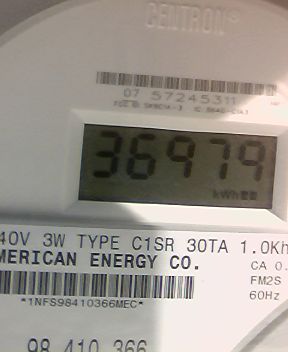 CENTRON®
07 57245311
36979
kWh
40V 3W TYPE C1SR 30TA 1.0Kh
MERICAN ENERGY CO.
CA 0.
FM2S
60Hz
*1NFS98410366MEC*
98 410 366